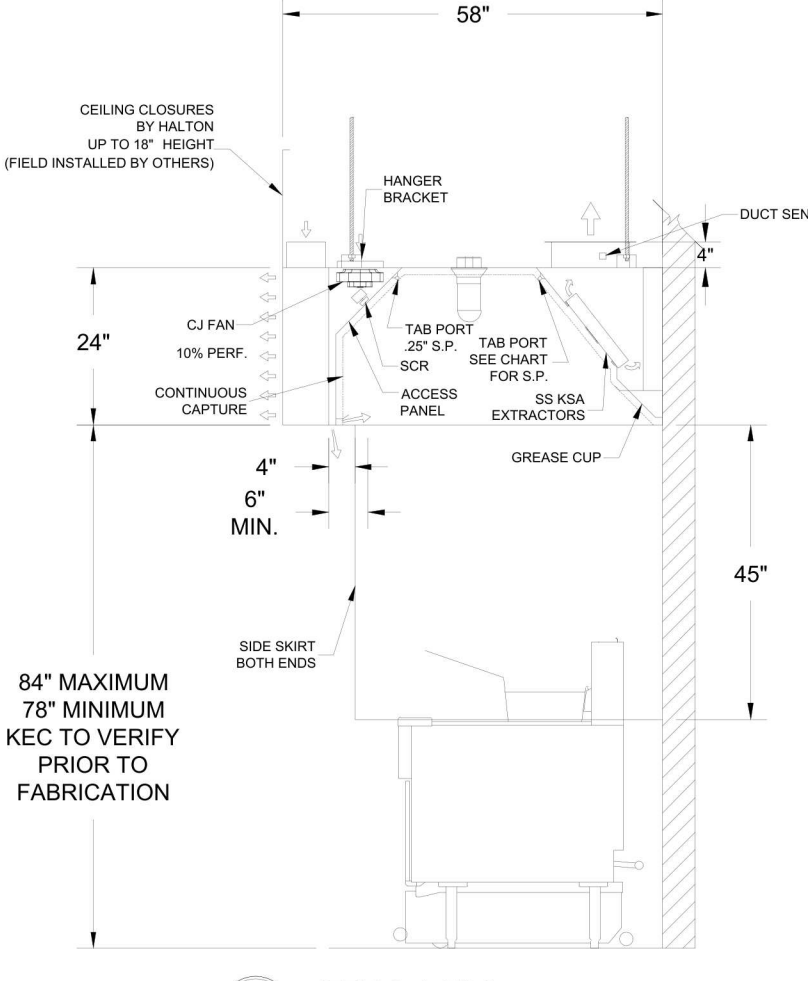 58"
CEILING CLOSURES
BY HALTON
UP TO 18" HEIGHT
(FIELD INSTALLED BY OTHERS)
HANGER
BRACKET
DUCT SEN
4"
24"
CJ FAN
10% PERF.
CONTINUOUS
CAPTURE
TAB PORT
.25" S.P.
SCR
ACCESS
PANEL
TAB PORT
SEE CHART
FOR S.P.
SS KSA
EXTRACTORS
GREASE CUP
4"
6"
MIN.
45"
SIDE SKIRT
BOTH ENDS
84" MAXIMUM
78" MINIMUM
KEC TO VERIFY
PRIOR TO
FABRICATION